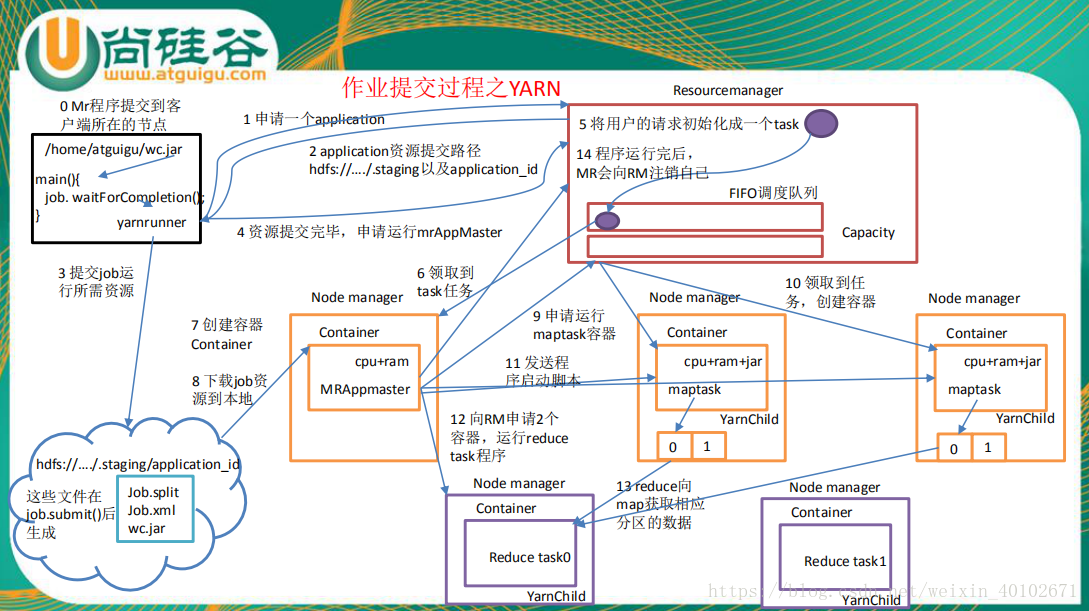 尚硅谷
www.atguigu.com
作业提交过程之YARN
Resourcemanager
0 Mr程序提交到客
户端所在的节点
/home/atguigu/wc.jar
main(){
job. waitForCompletion();
}
yarnrunner
1 申请一个application
2 application资源提交路径
hdfs://…./.staging以及application_id
4 资源提交完毕，申请运行mrAppMaster
5 将用户的请求初始化成一个task
14 程序运行完后，
MR会向RM注销自己
FIFO调度队列
Capacity
3 提交job运
行所需资源
6 领取到
task任务
7 创建容器
Container
8 下载job资
源到本地
9 申请运行
maptask容器
10 领取到任
务，创建容器
11 发送程
序启动脚本
12 向RM申请2个
容器，运行reduce
task程序
13 reduce向
map获取相应
分区的数据
Node manager
Container
cpu+ram
MRAppmaster
Node manager
Container
cpu+ram+jar
maptask
YarnChild
0 1
Node manager
Container
cpu+ram+jar
maptask
YarnChild
0 1
hdfs://…./.staging/application_id
这些文件在
job.submit()后
生成
Job.split
Job.xml
wc.jar
Node manager
Container
Reduce task0
YarnChild
Node manager
Container
Reduce task1
YarnChild
https://blog.csdn.net/weixin_40102671